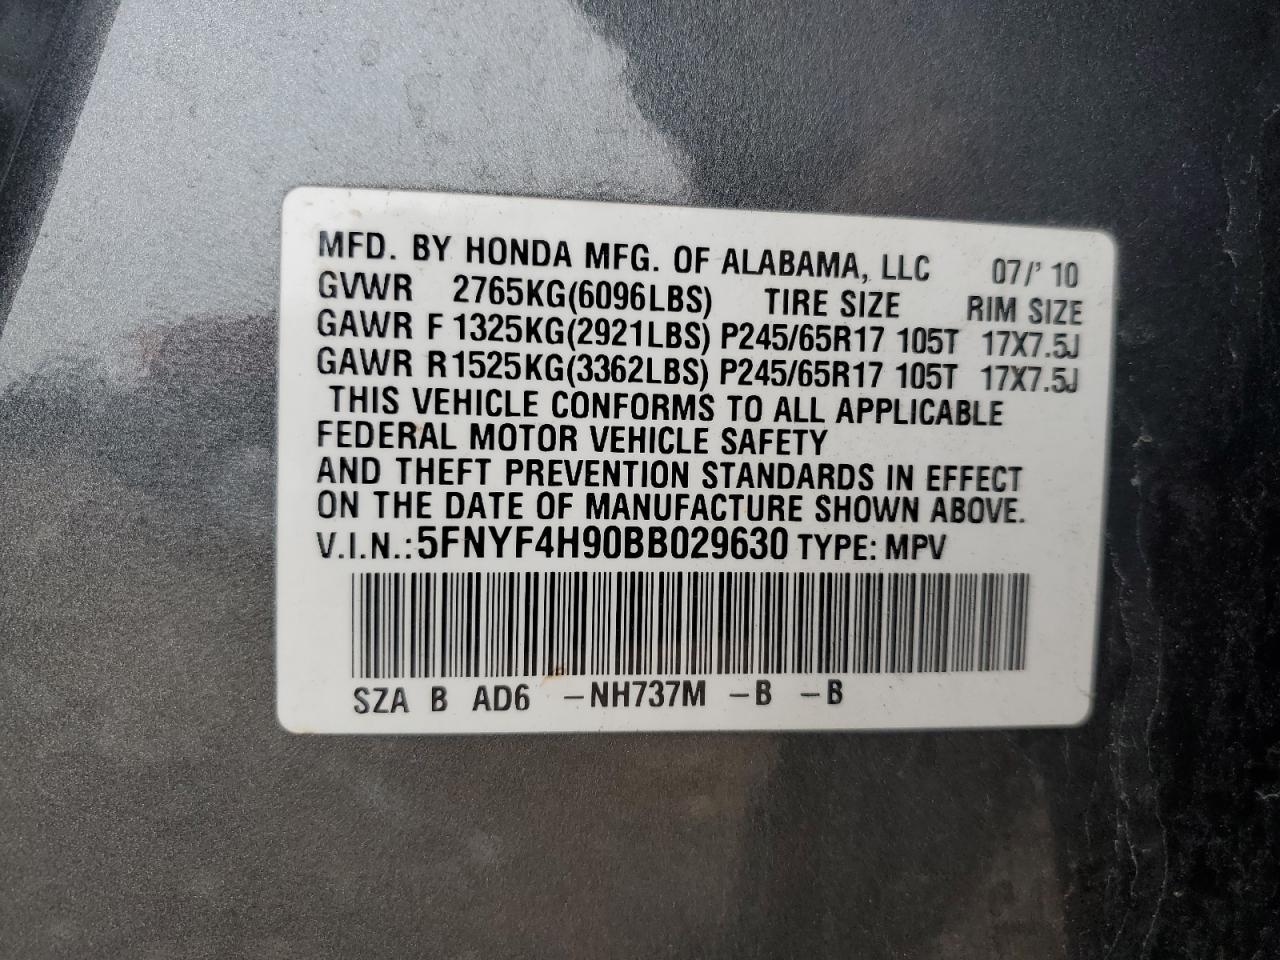 MFD. BY HONDA MFG. OF ALABAMA, LLC 07/' 10
GVWR 2765KG(6096LBS) TIRE SIZE RIM SIZE
GAWR F 1325KG(2921LBS) P245/65R17 105T 17X7.5J
GAWR R1525KG(3362LBS) P245/65R17 105T 17X7.5J
THIS VEHICLE CONFORMS TO ALL APPLICABLE
FEDERAL MOTOR VEHICLE SAFETY
AND THEFT PREVENTION STANDARDS IN EFFECT
ON THE DATE OF MANUFACTURE SHOWN ABOVE.
V.I.N.:5FNYF4H90BB029630 TYPE: MPV
SZA B AD6 –NH737M –B –B